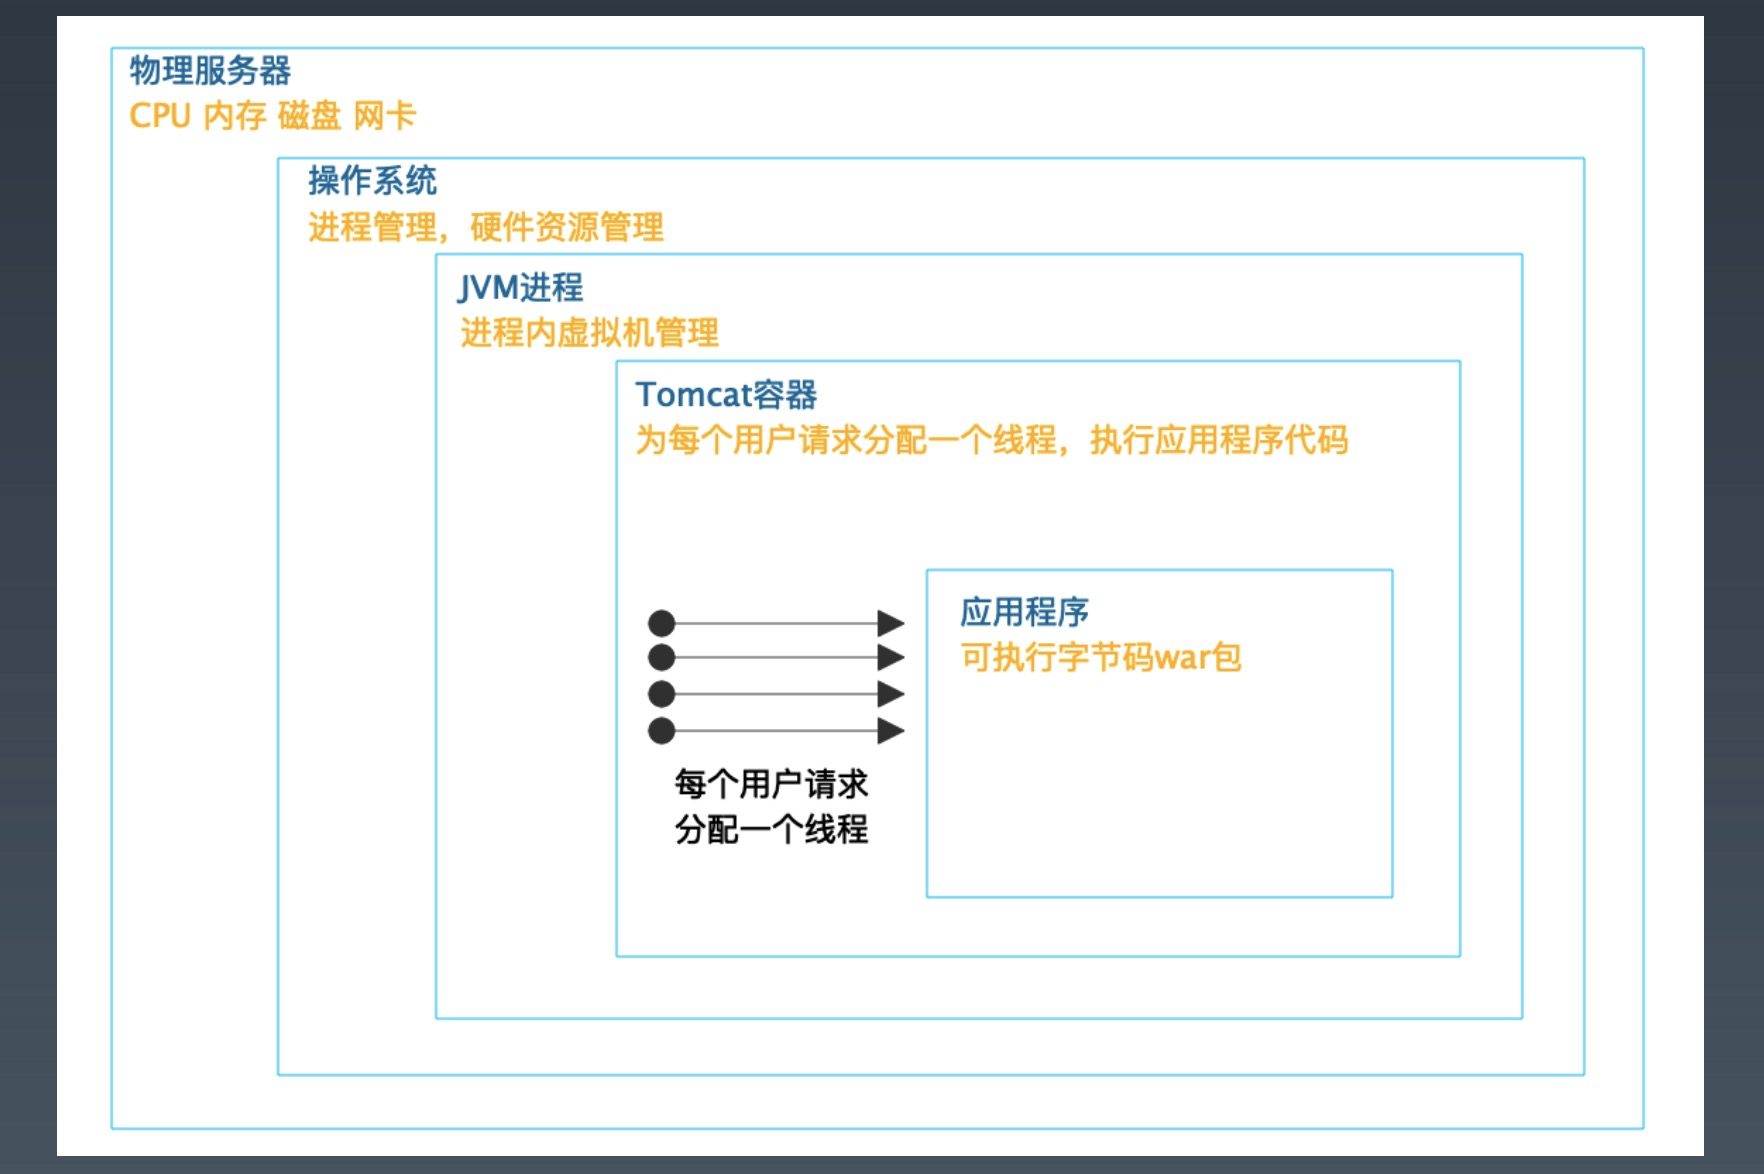 物理服务器
CPU 内存 磁盘 网卡
操作系统
进程管理，硬件资源管理
JVM进程
进程内虚拟机管理
Tomcat容器
为每个用户请求分配一个线程，执行应用程序代码
应用程序
可执行字节码war包
每个用户请求
分配一个线程